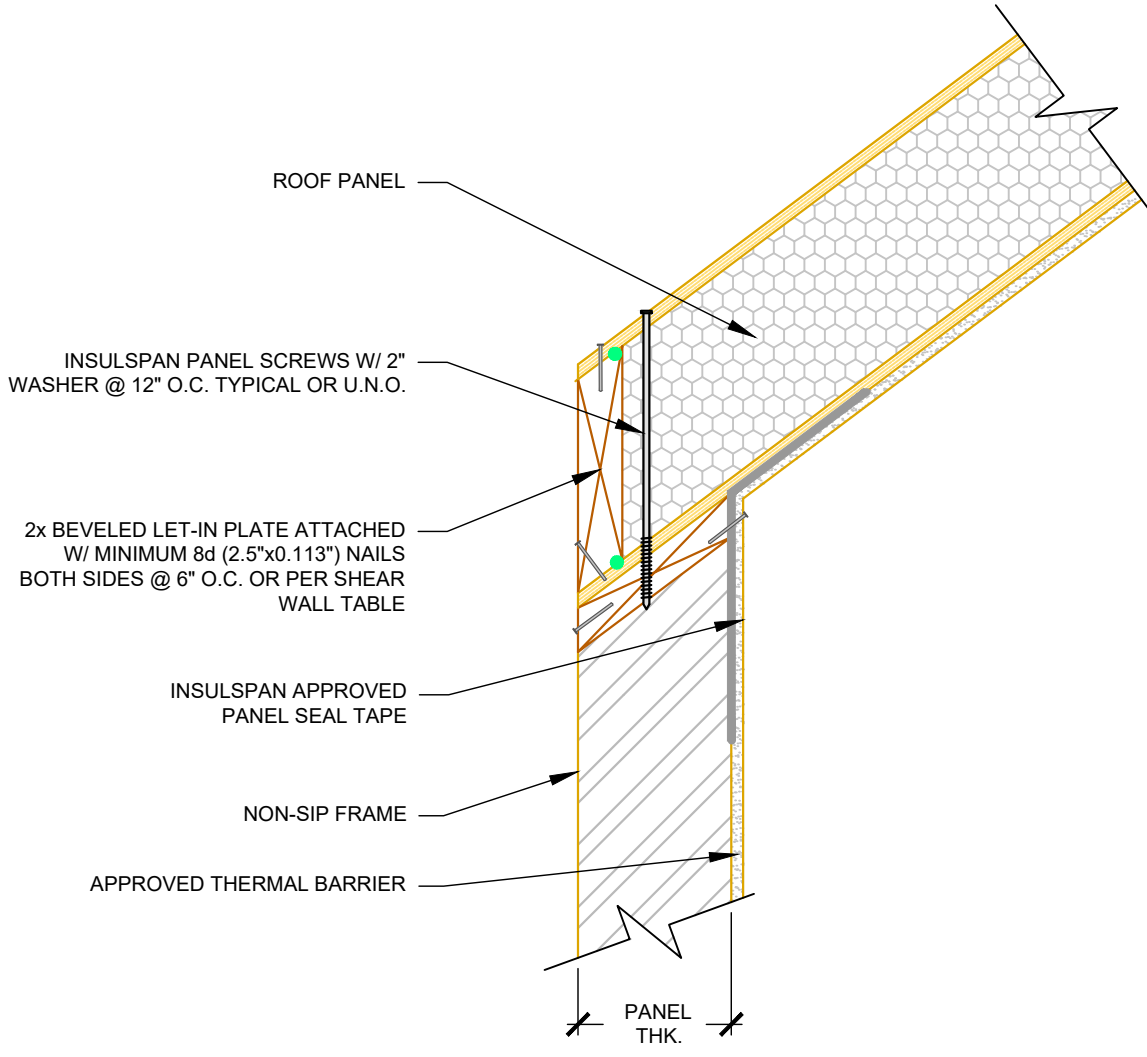 ROOF PANEL
INSULSPAN PANEL SCREWS W/ 2"
WASHER @ 12" O.C. TYPICAL OR U.N.O.
2x BEVELED LET-IN PLATE ATTACHED
W/ MINIMUM 8d (2.5"x0.113") NAILS
BOTH SIDES @ 6" O.C. OR PER SHEAR
WALL TABLE
INSULSPAN APPROVED
PANEL SEAL TAPE
NON-SIP FRAME
APPROVED THERMAL BARRIER
PANEL
THK.